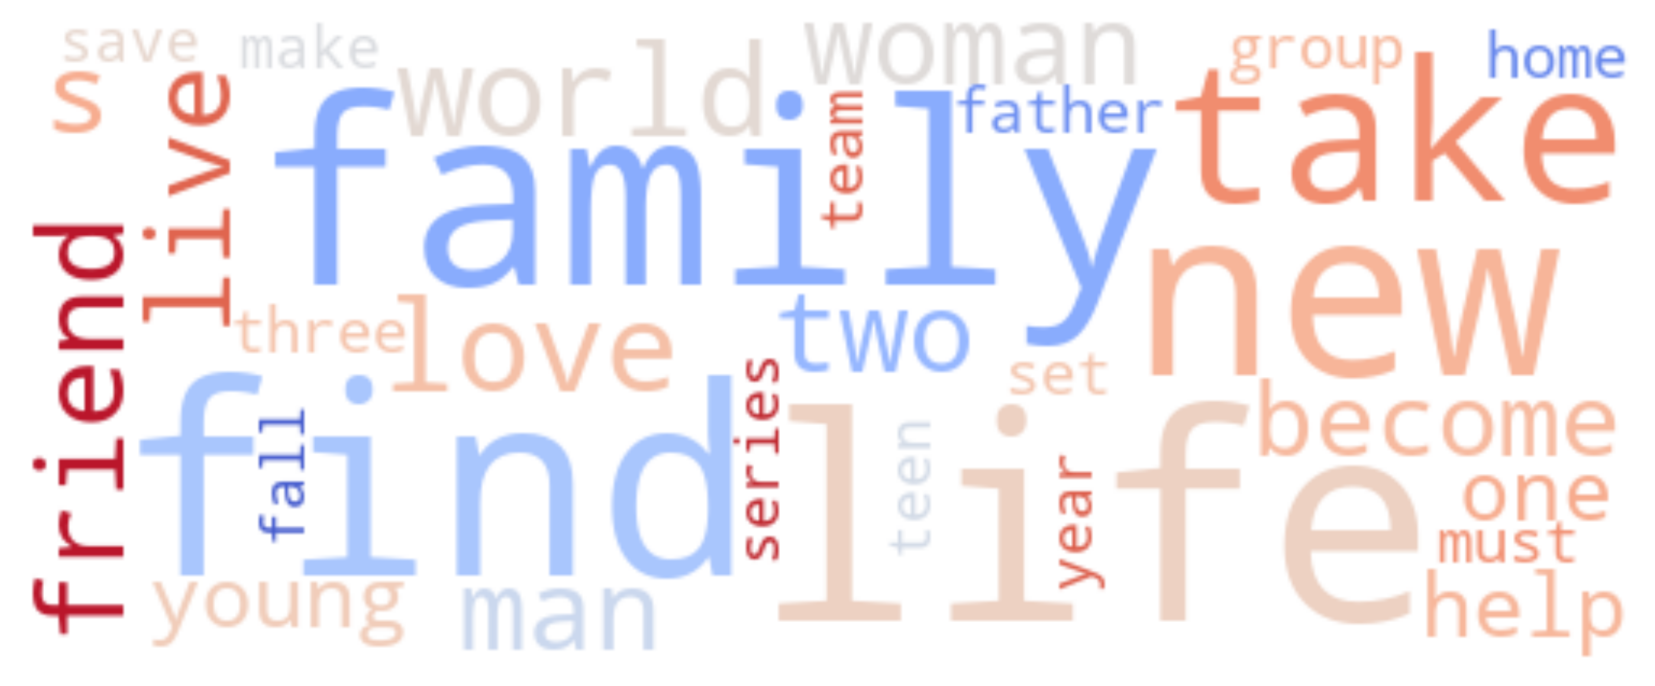 save
make
woman
group
home
s
live
world
family
team
father
take
friend
new
three
love
two
set
find
fall
series
life
teen
year
become
one
must
young
man
help